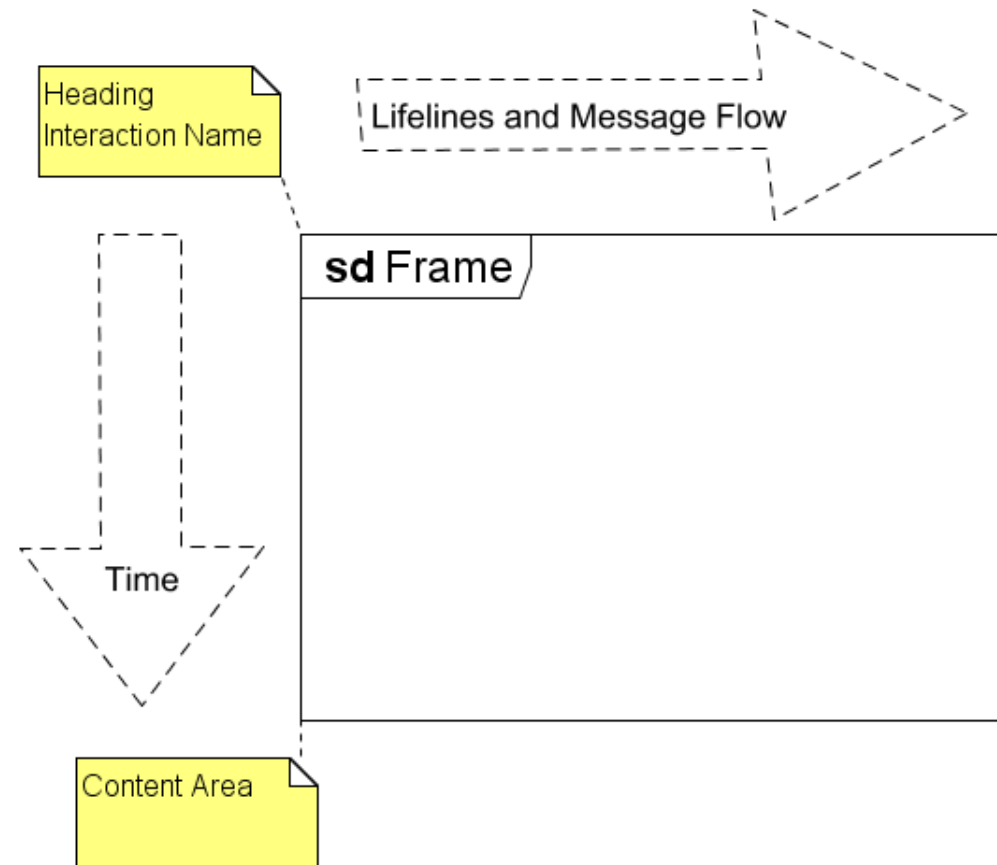 Heading
Interaction Name
Lifelines and Message Flow
sd Frame
Time
Content Area